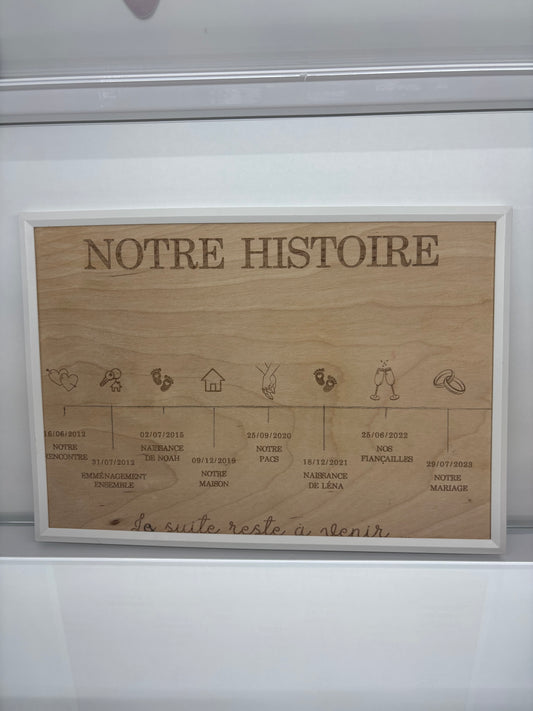 NOTRE HISTOIRE
16/06/2012
NOTRE
RENCONTRE
31/07/2012
EMMÉNAGEMENT
ENSEMBLE
02/07/2015
NAISSANCE
DE NOAH
09/12/2019
NOTRE
MAISON
25/09/2020
NOTRE
PACS
18/12/2021
NAISSANCE
DE LÉNA
25/06/2022
NOS
FIANÇAILLES
29/07/2023
NOTRE
MARIAGE
La suite reste à venir